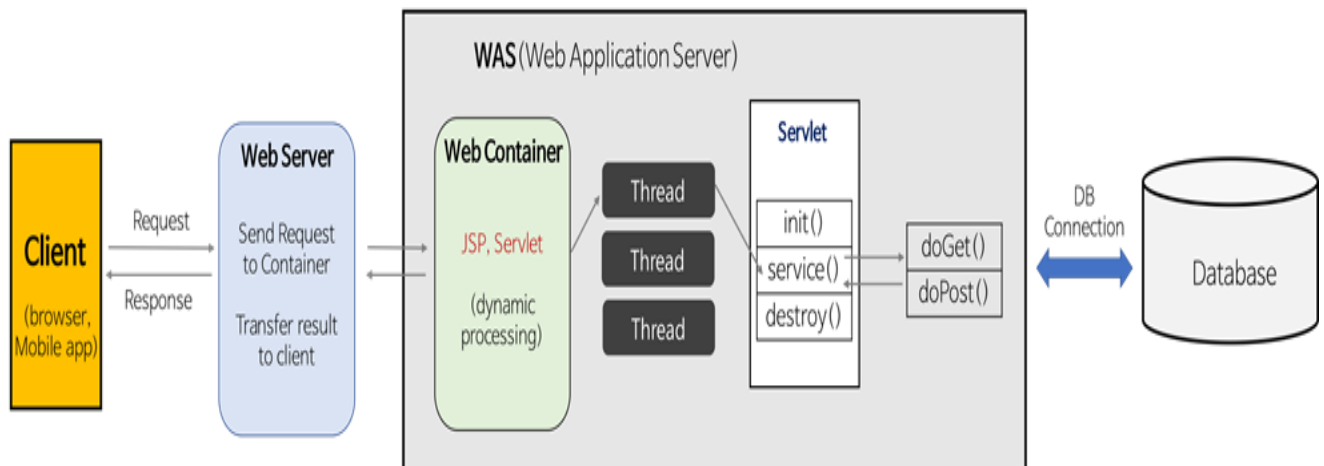 WAS (Web Application Server)
Client
(browser,
Mobile app)
Request
Response
Web Server
Send Request
to Container
Transfer result
to client
Web Container
JSP, Servlet
(dynamic
processing)
Thread
Thread
Thread
Servlet
init()
service()
destroy()
doGet()
doPost()
DB
Connection
Database